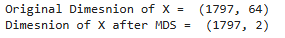 Original Dimesnion of X =  (1797, 64)
Dimesnion of X after MDS =  (1797, 2)